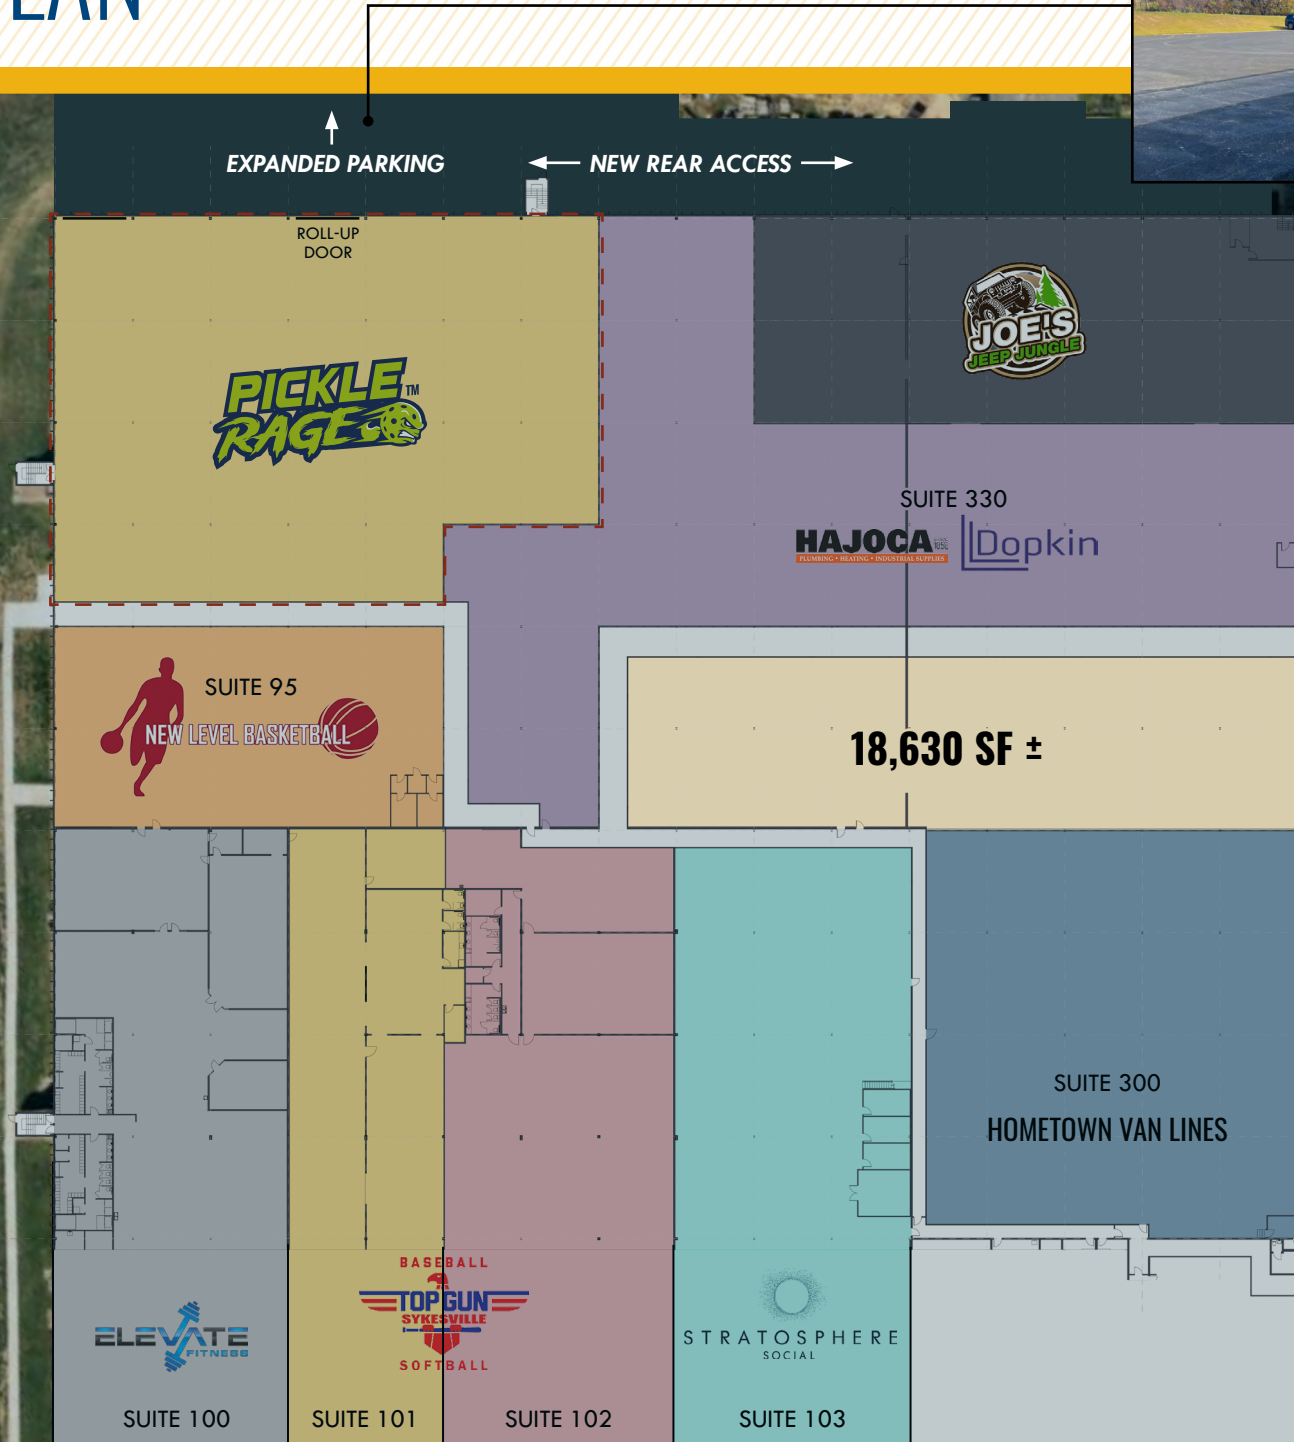 EXPANDED PARKING
NEW REAR ACCESS
ROLL-UP
DOOR
PICKLE
RAGE
TM
JOE'S
JEEP JUNGLE
SUITE 330
HAJOCA
PLUMBING • HEATING • INDUSTRIAL SUPPLIES
Dopkin
SUITE 95
NEW LEVEL BASKETBALL
18,630 SF ±
SUITE 300
HOMETOWN VAN LINES
BASEBALL
TOP GUN
SYKESVILLE
SOFTBALL
ELEVATE
FITNESS
STRATOSPHERE
SOCIAL
SUITE 100
SUITE 101
SUITE 102
SUITE 103